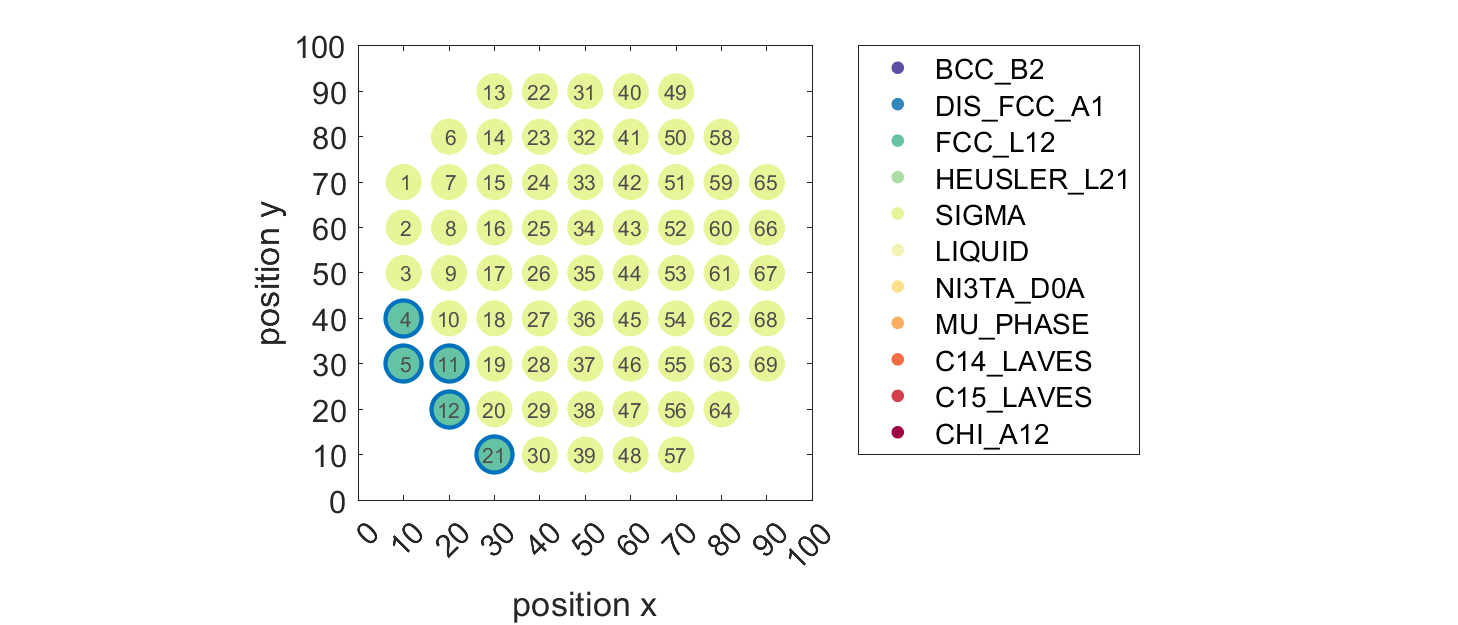 100
90
80
70
60
50
40
30
20
10
0
position y
13 22 31 40 49
6 14 23 32 41 50 58
1 7 15 24 33 42 51 59 65
2 8 16 25 34 43 52 60 66
3 9 17 26 35 44 53 61 67
4 10 18 27 36 45 54 62 68
5 11 19 28 37 46 55 63 69
12 20 29 38 47 56 64
21 30 39 48 57
0 10 20 30 40 50 60 70 80 90 100
position x
BCC_B2
DIS_FCC_A1
FCC_L12
HEUSLER_L21
SIGMA
LIQUID
NI3TA_D0A
MU_PHASE
C14_LAVES
C15_LAVES
CHI_A12